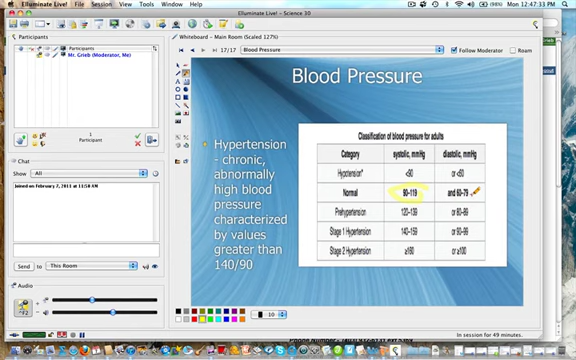 Elluminate Live!
File
Session
View
Tools
Window
Help
12:47:33 PM
Elluminate Live! - Science 30
Participants
Whiteboard - Main Room (Scaled 127%)
17/17
Blood Pressure
Follow Moderator
Roam
Participants
Mr. Grieb (Moderator, Me)
1
Participant
Chat
Show
All
Joined on February 7, 2011 at 11:58 AM
Send to
This Room
Audio
Blood Pressure
Hypertension
- chronic,
abnormally
high blood
pressure
characterized
by values
greater than
140/90
Classification of blood pressure for adults
Category systolic, mmHg diastolic, mmHg
Hypotension* <90 or <60
Normal 90-119 and 60-79
Prehypertension 120-139 or 80-89
Stage 1 Hypertension 140-159 or 90-99
Stage 2 Hypertension ≥160 or ≥100
10
In session for 49 minutes.